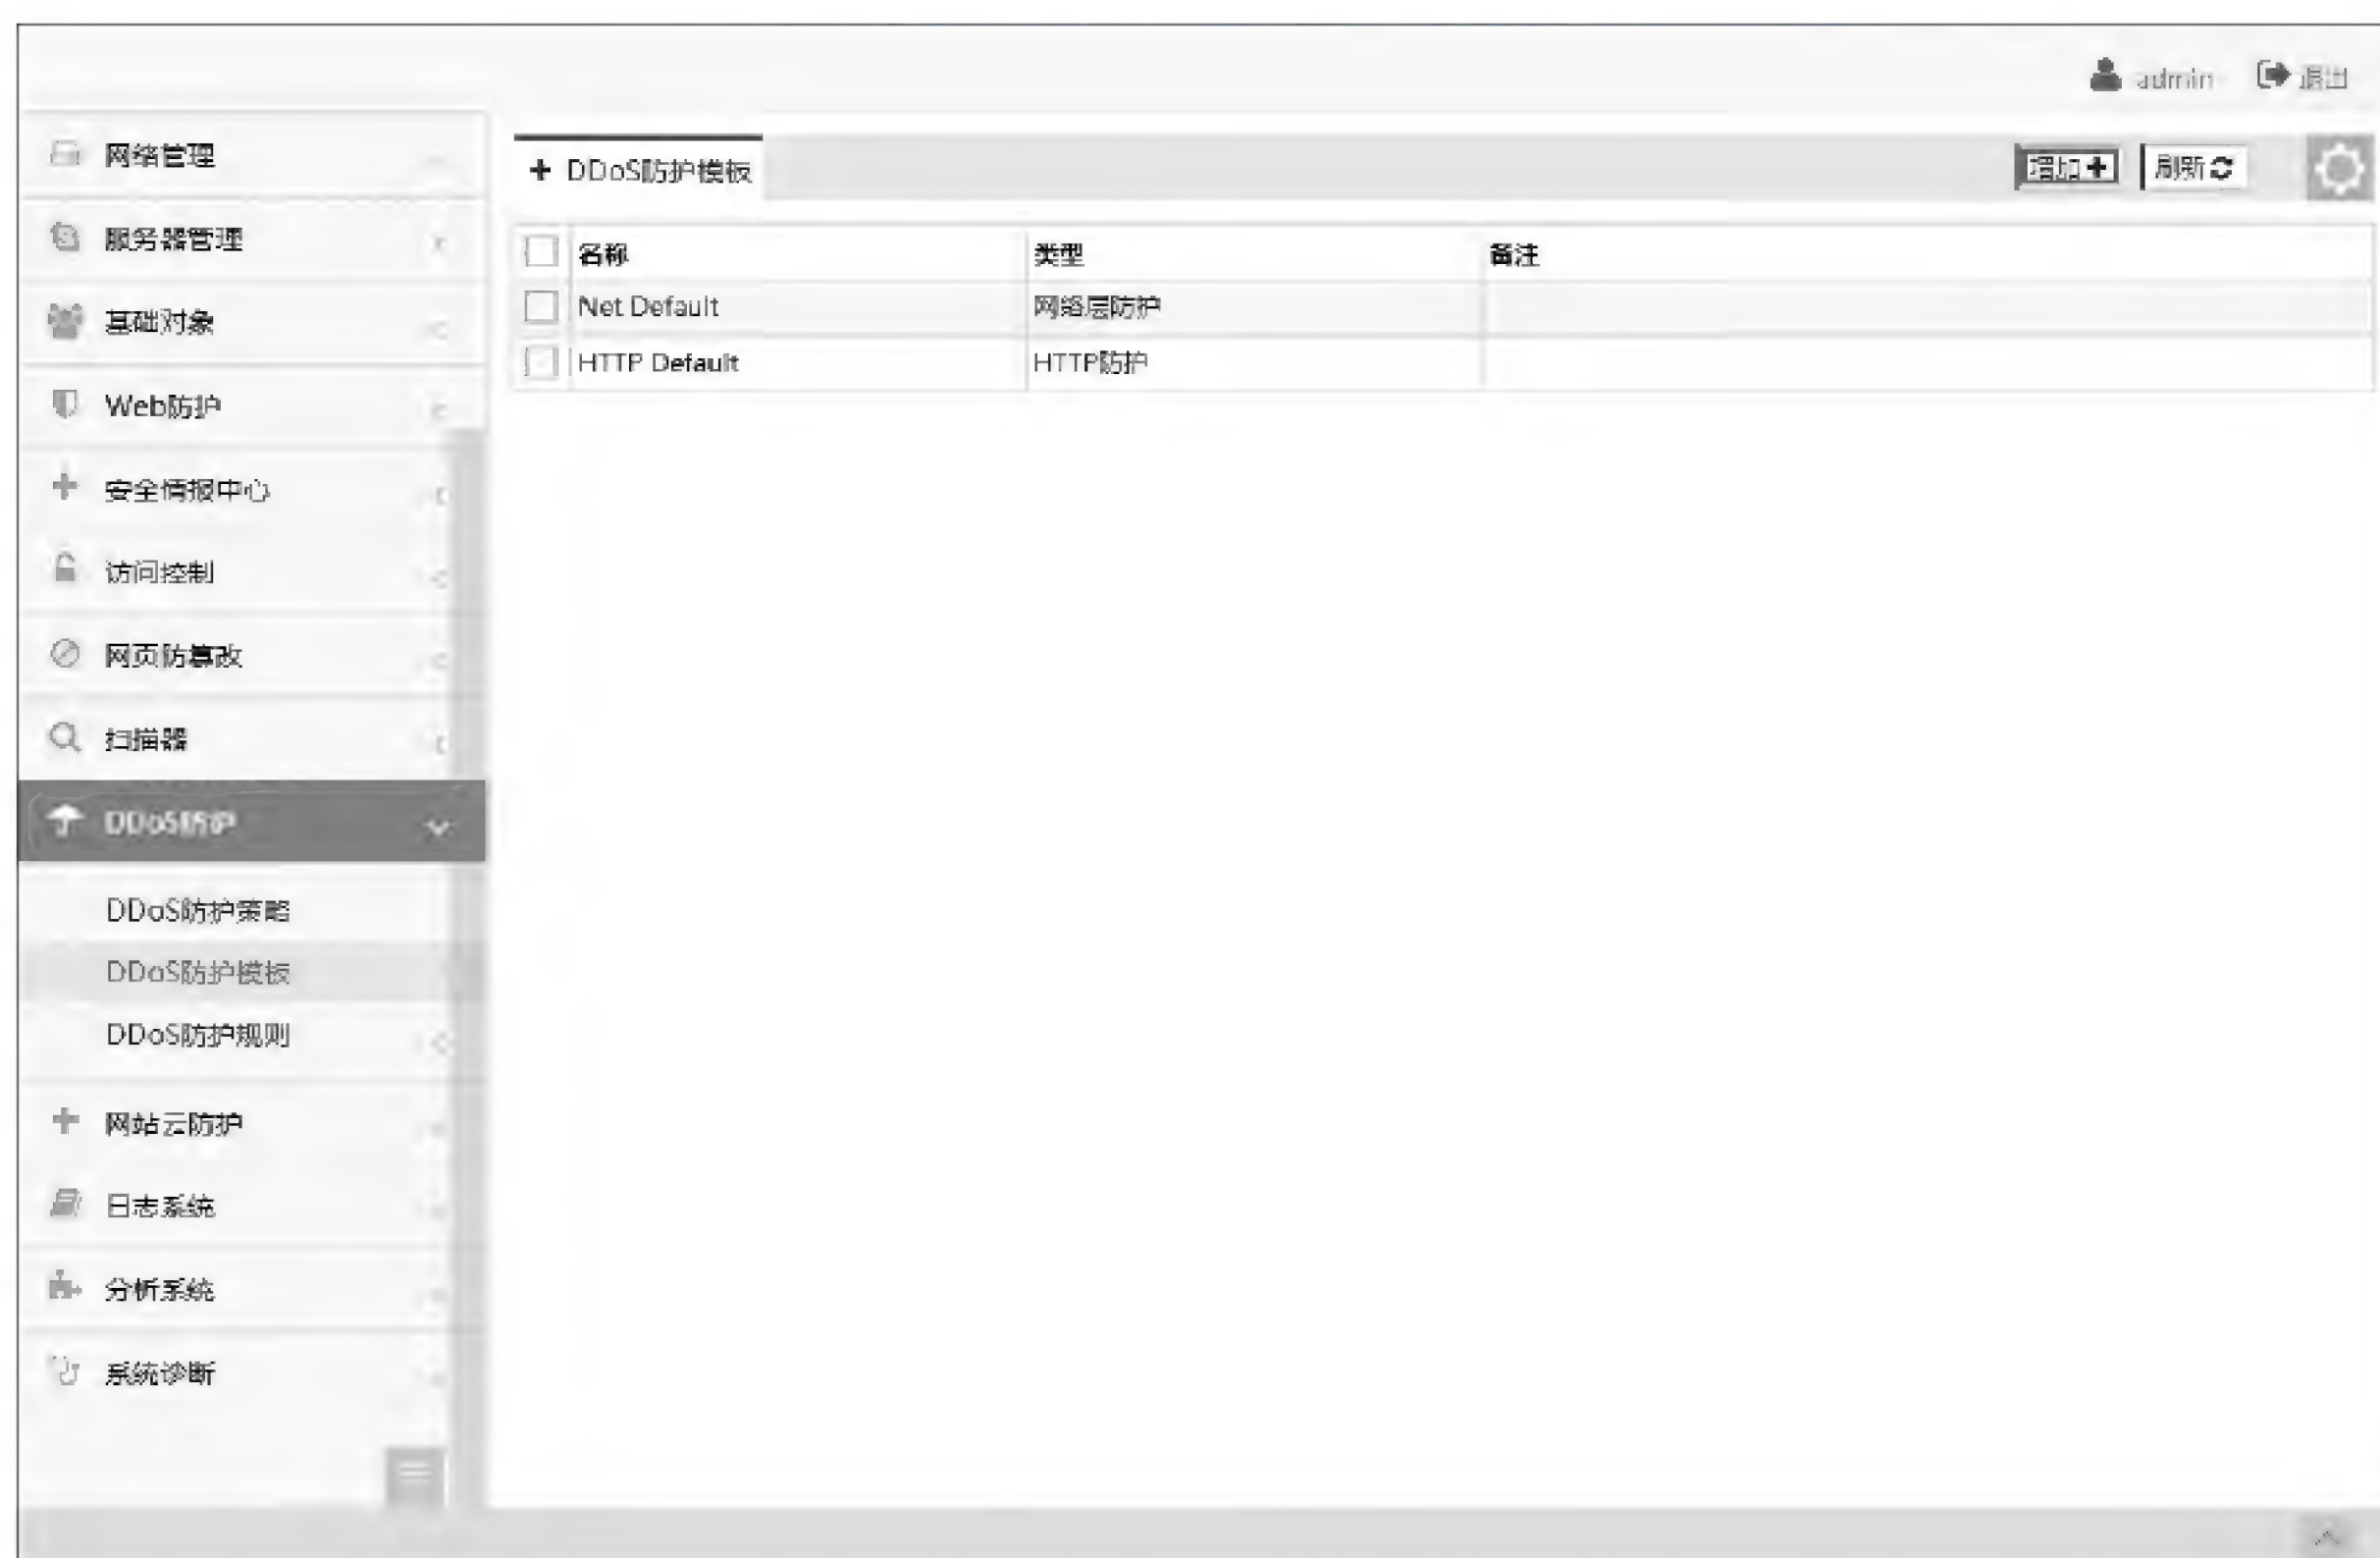 admin 退出
网络管理
服务器管理
基础对象
Web防护
安全情报中心
访问控制
网页防篡改
扫描器
DDoS防护
DDoS防护策略
DDoS防护模板
DDoS防护规则
网站云防护
日志系统
分析系统
系统诊断
DDoS防护模板 增加 刷新
名称 类型 备注
Net Default 网络层防护
HTTP Default HTTP防护